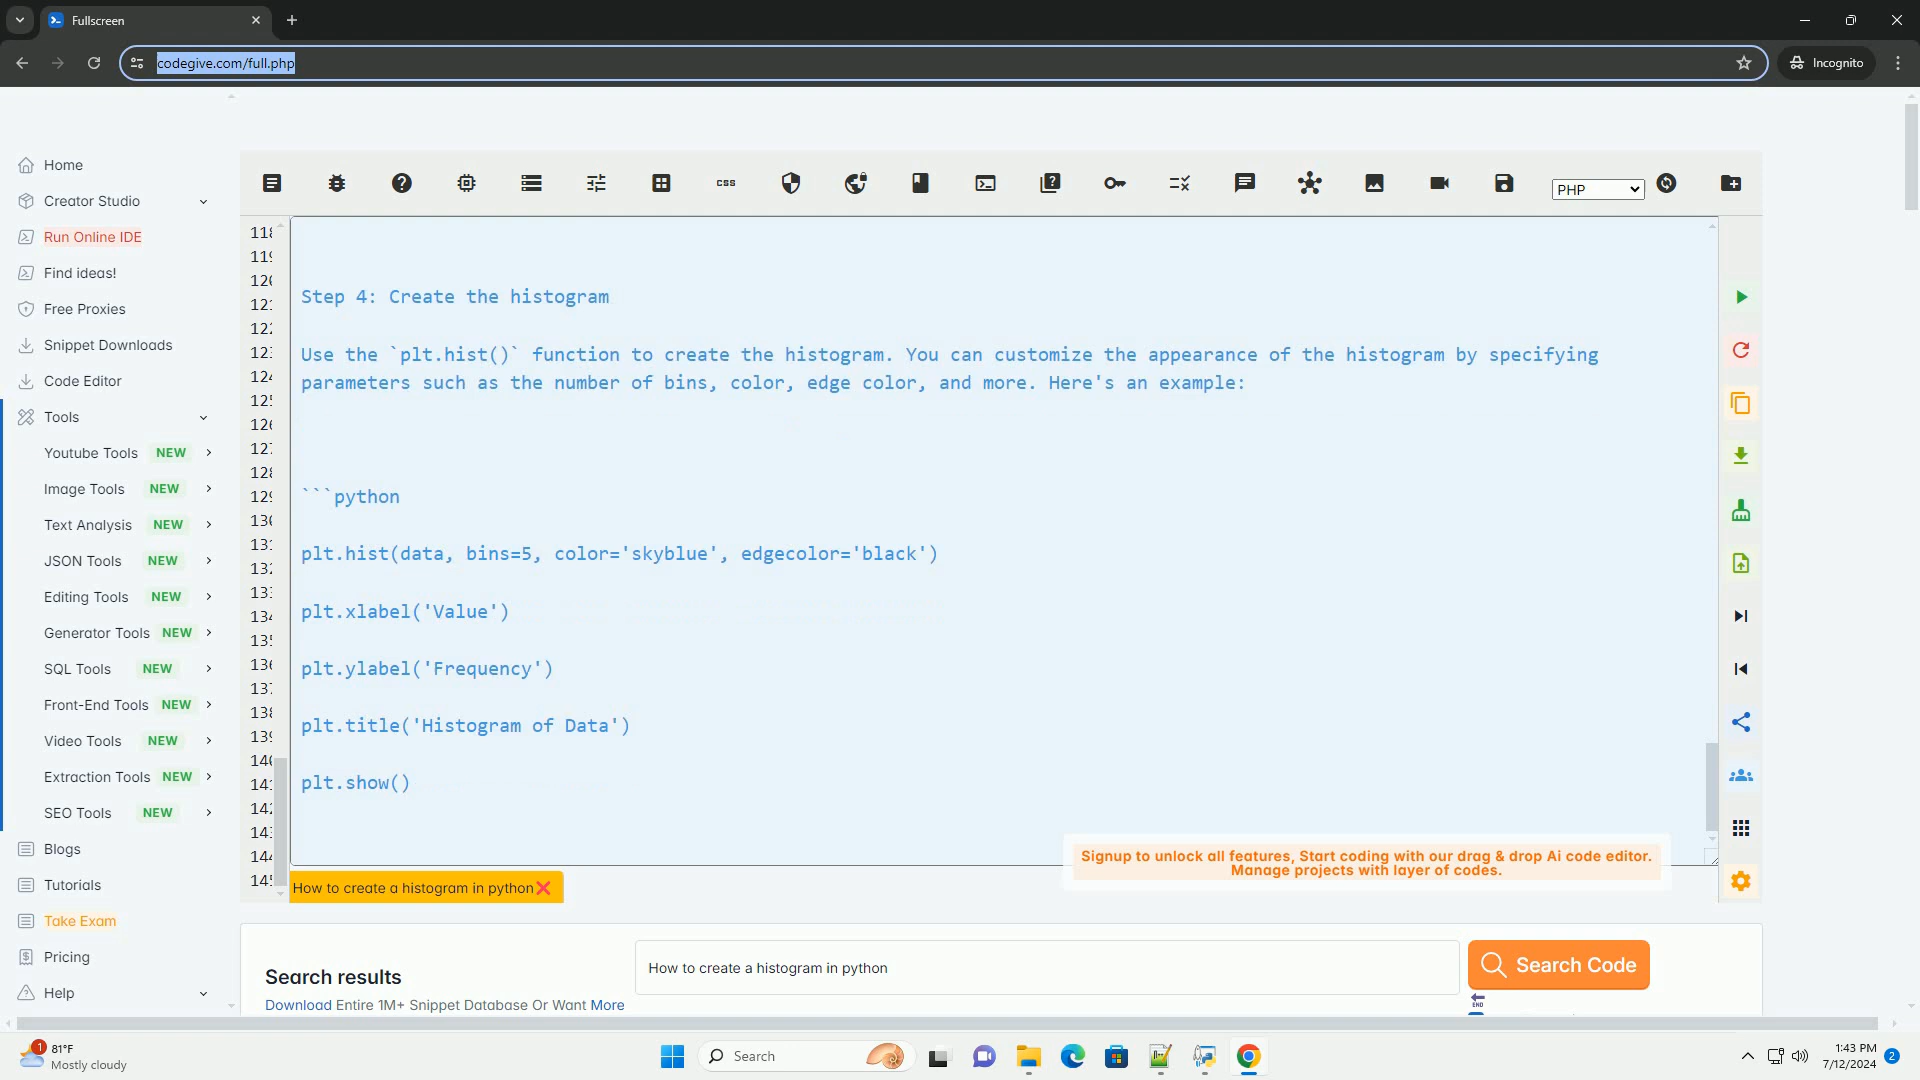 Fullscreen
codegive.com/full.php
Incognito
Home
Creator Studio
Run Online IDE
Find ideas!
Free Proxies
Snippet Downloads
Code Editor
Tools
Youtube Tools NEW
Image Tools NEW
Text Analysis NEW
JSON Tools NEW
Editing Tools NEW
Generator Tools NEW
SQL Tools NEW
Front-End Tools NEW
Video Tools NEW
Extraction Tools NEW
SEO Tools NEW
Blogs
Tutorials
Take Exam
Pricing
Help
css
PHP
Step 4: Create the histogram
Use the `plt.hist()` function to create the histogram. You can customize the appearance of the histogram by specifying
parameters such as the number of bins, color, edge color, and more. Here's an example:
```python
plt.hist(data, bins=5, color='skyblue', edgecolor='black')
plt.xlabel('Value')
plt.ylabel('Frequency')
plt.title('Histogram of Data')
plt.show()
Signup to unlock all features, Start coding with our drag & drop Ai code editor.
Manage projects with layer of codes.
How to create a histogram in python
Search results
Download Entire 1M+ Snippet Database Or Want More
How to create a histogram in python
Search Code
END
1
81°F
Mostly cloudy
Search
1:43 PM
7/12/2024
2